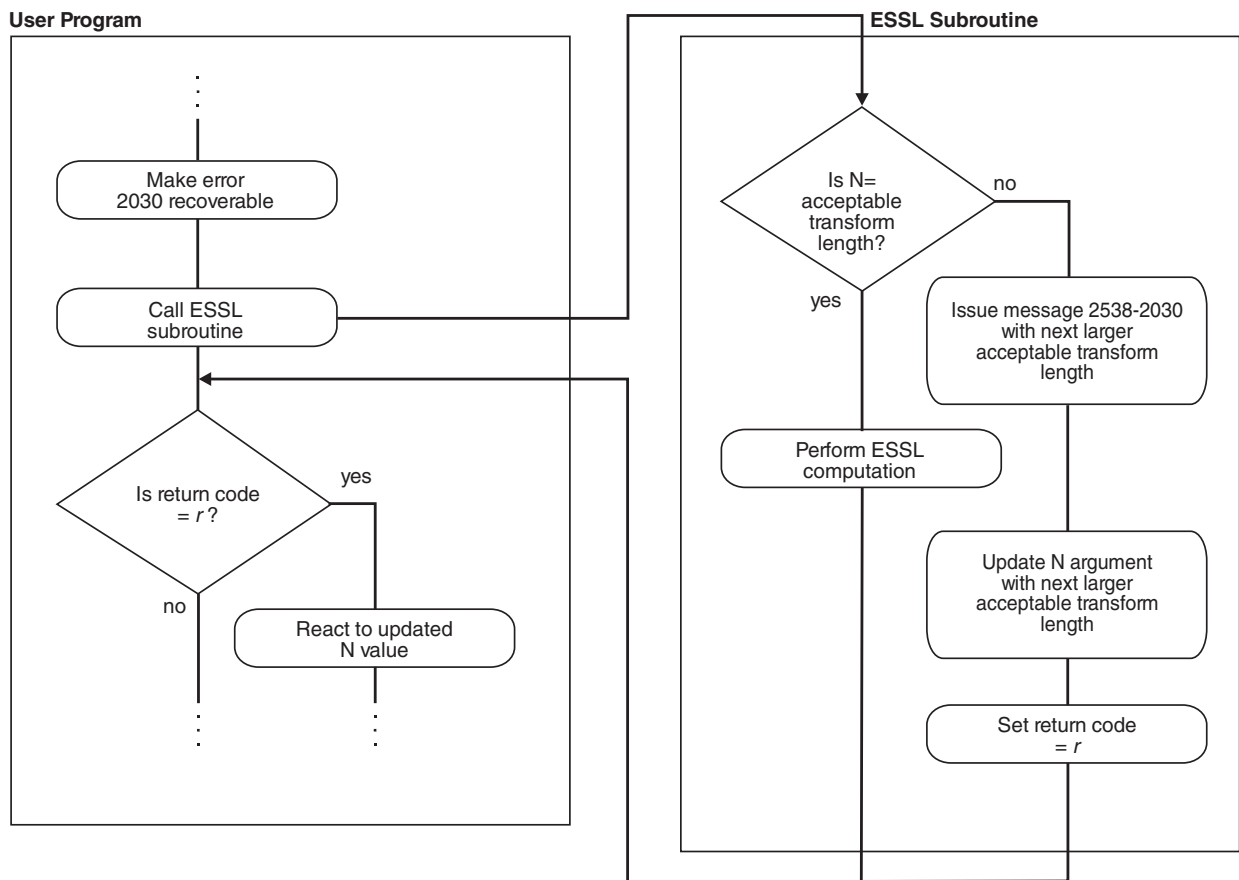 User Program
Make error
2030 recoverable
Call ESSL
subroutine
Is return code
= r ?
yes
no
React to updated
N value
ESSL Subroutine
Is N=
acceptable
transform
length?
no
yes
Issue message 2538-2030
with next larger
acceptable transform
length
Perform ESSL
computation
Update N argument
with next larger
acceptable transform
length
Set return code
= r